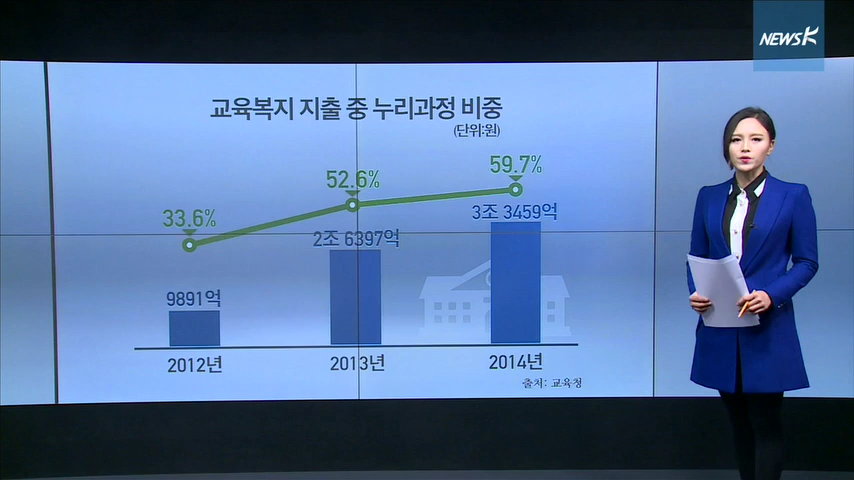 NEWSK
교육복지 지출 중 누리과정 비중
(단위:원)
33.6%
52.6%
59.7%
9891억
2조 6397억
3조 3459억
2012년
2013년
2014년
출처: 교육청